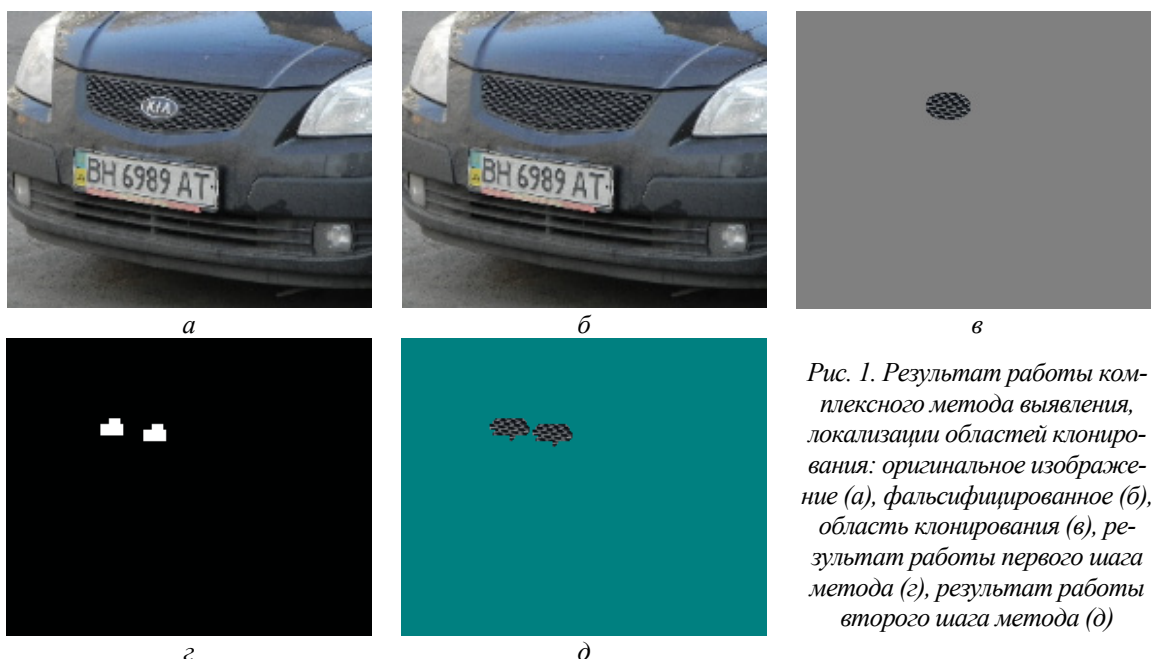 KIA
BH 6989 AT
BH 6989 AT
а
б
в
Рис. 1. Результат работы ком-
плексного метода выявления,
локализации областей клониро-
вания: оригинальное изображе-
ние (а), фальсифицированное (б),
область клонирования (в), ре-
зультат работы первого шага
метода (г), результат работы
второго шага метода (д)
г
д